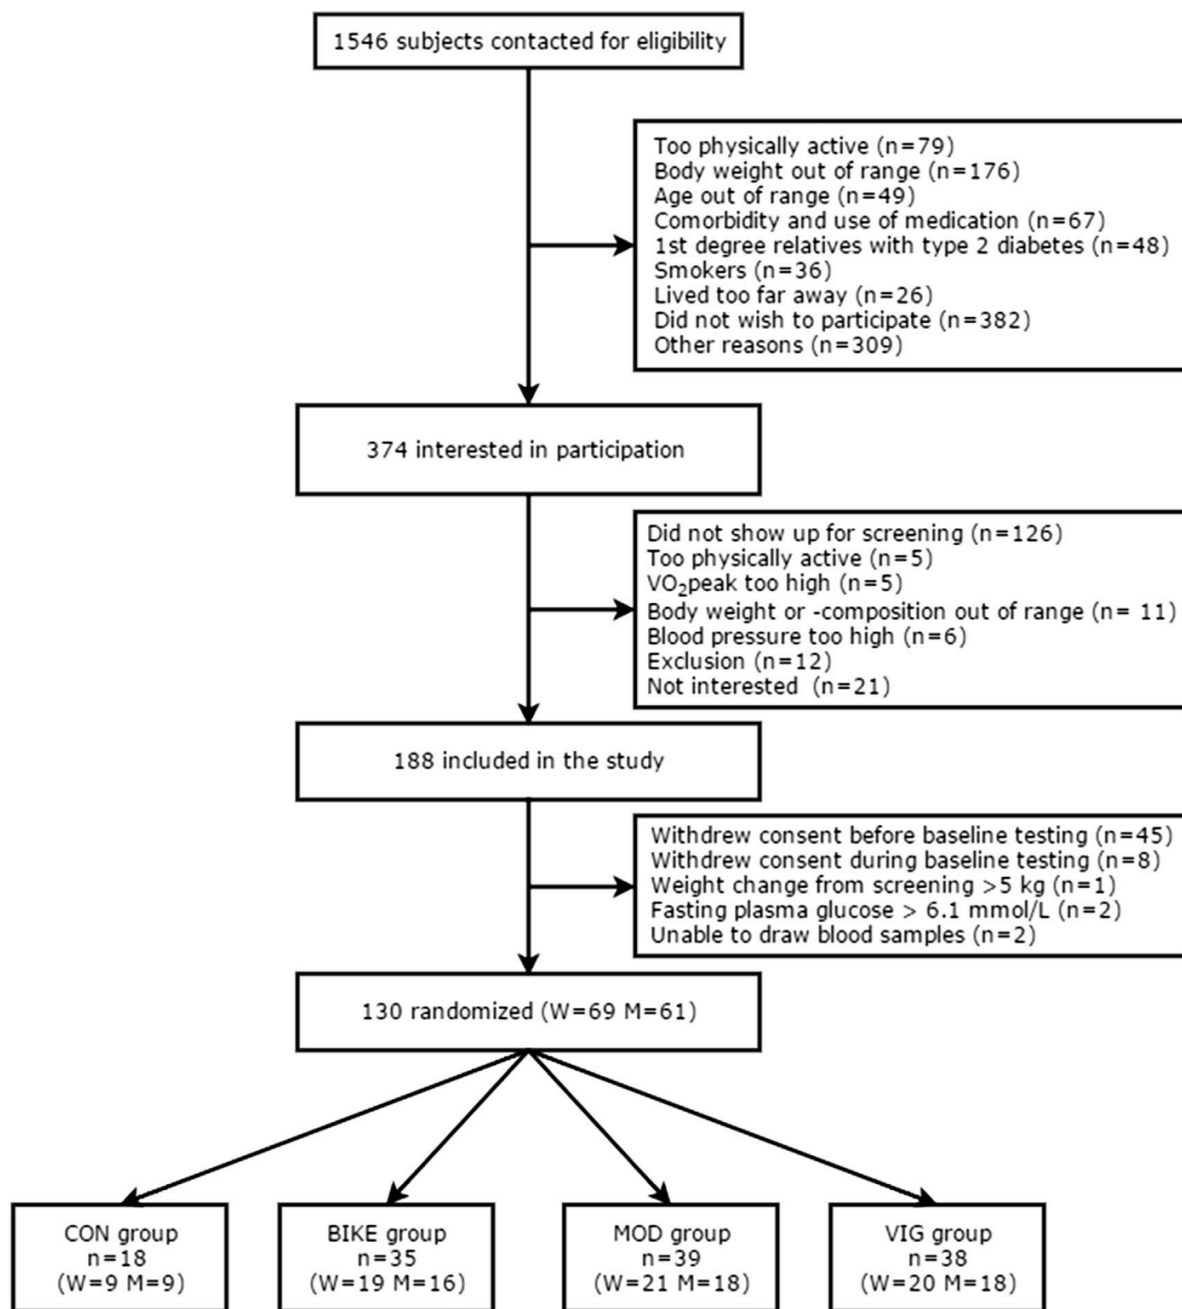 1546 subjects contacted for eligibility
Too physically active (n=79)
Body weight out of range (n=176)
Age out of range (n=49)
Comorbidity and use of medication (n=67)
1st degree relatives with type 2 diabetes (n=48)
Smokers (n=36)
Lived too far away (n=26)
Did not wish to participate (n=382)
Other reasons (n=309)
374 interested in participation
Did not show up for screening (n=126)
Too physically active (n=5)
VO₂peak too high (n=5)
Body weight or -composition out of range (n= 11)
Blood pressure too high (n=6)
Exclusion (n=12)
Not interested (n=21)
188 included in the study
Withdrew consent before baseline testing (n=45)
Withdrew consent during baseline testing (n=8)
Weight change from screening >5 kg (n=1)
Fasting plasma glucose > 6.1 mmol/L (n=2)
Unable to draw blood samples (n=2)
130 randomized (W=69 M=61)
CON group
n=18
(W=9 M=9)
BIKE group
n=35
(W=19 M=16)
MOD group
n=39
(W=21 M=18)
VIG group
n=38
(W=20 M=18)